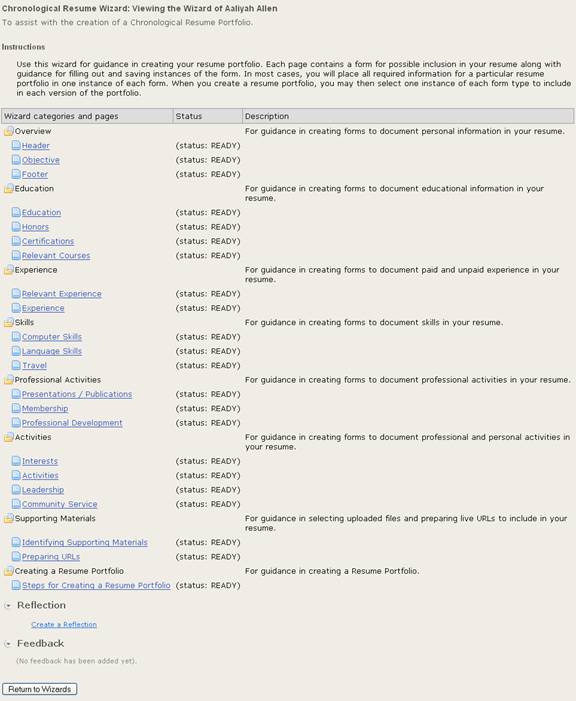 Chronological Resume Wizard: Viewing the Wizard of Aaliyah Allen
To assist with the creation of a Chronological Resume Portfolio.
Instructions
Use this wizard for guidance in creating your resume portfolio. Each page contains a form for possible inclusion in your resume along with
guidance for filling out and saving instances of the form. In most cases, you will place all required information for a particular resume
portfolio in one instance of each form. When you create a resume portfolio, you may then select one instance of each form type to include
in each version of the portfolio.
Wizard categories and pages Status Description
Overview For guidance in creating forms to document personal information in your resume.
Header (status: READY)
Objective (status: READY)
Footer (status: READY)
Education For guidance in creating forms to document educational information in your
resume.
Education (status: READY)
Honors (status: READY)
Certifications (status: READY)
Relevant Courses (status: READY)
Experience For guidance in creating forms to document paid and unpaid experience in your
resume.
Relevant Experience (status: READY)
Experience (status: READY)
Skills For guidance in creating forms to document skills in your resume.
Computer Skills (status: READY)
Language Skills (status: READY)
Travel (status: READY)
Professional Activities For guidance in creating forms to document professional activities in your resume.
Presentations / Publications (status: READY)
Membership (status: READY)
Professional Development (status: READY)
Activities For guidance in creating forms to document professional and personal activities in
your resume.
Interests (status: READY)
Activities (status: READY)
Leadership (status: READY)
Community Service (status: READY)
Supporting Materials For guidance in selecting uploaded files and preparing live URLs to include in your
resume.
Identifying Supporting Materials (status: READY)
Preparing URLs (status: READY)
Creating a Resume Portfolio For guidance in creating a Resume Portfolio.
Steps for Creating a Resume Portfolio (status: READY)
Reflection
Create a Reflection
Feedback
(No feedback has been added yet).
Return to Wizards